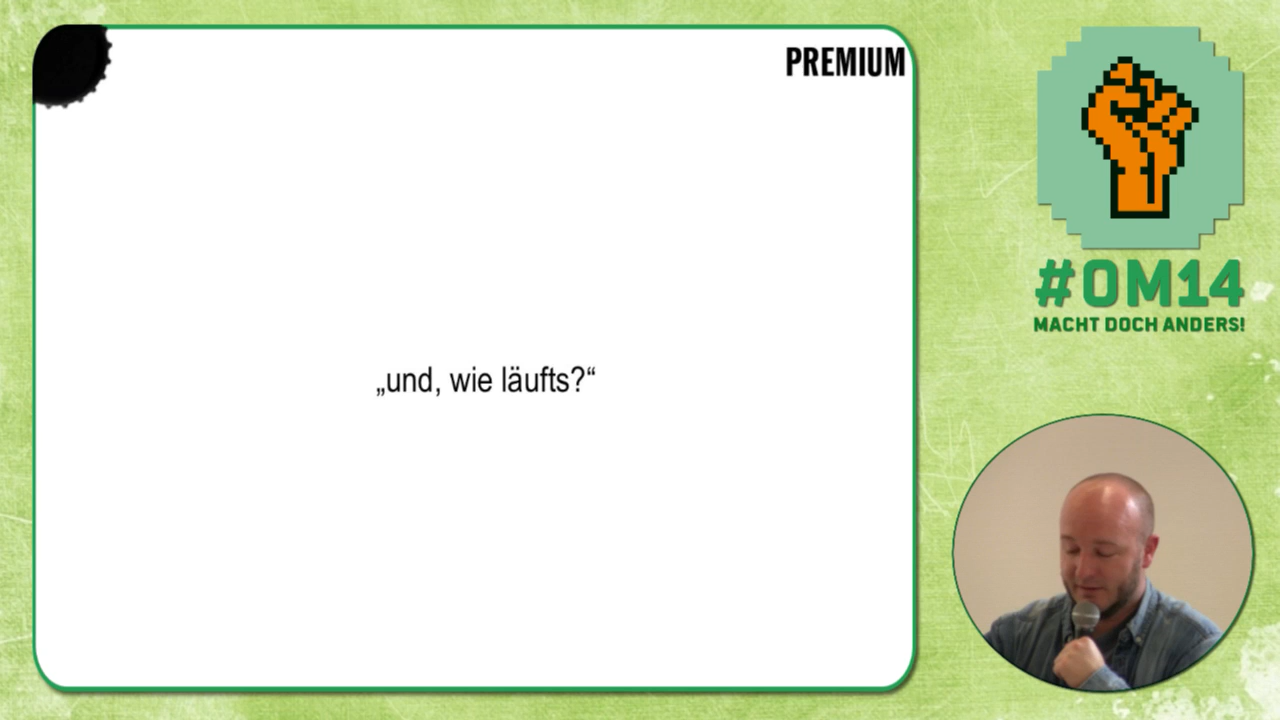 PREMIUM
„und, wie läufts?“
#OM14
MACHT DOCH ANDERS!